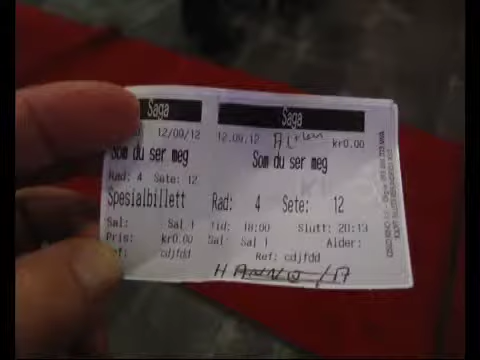 Saga
12/09/12
Som du ser meg
Rad: 4 Sete: 12
Spesialbillett
Sal: Sal 1
Pris: kr0.00
Ref: cdjfdd
Saga
12.09.12 kr0.00
Som du ser meg
Rad: 4 Sete: 12
Tid: 18:00 Slutt: 20:13
Sal: Sal 1 Alder:
Ref: cdjfdd